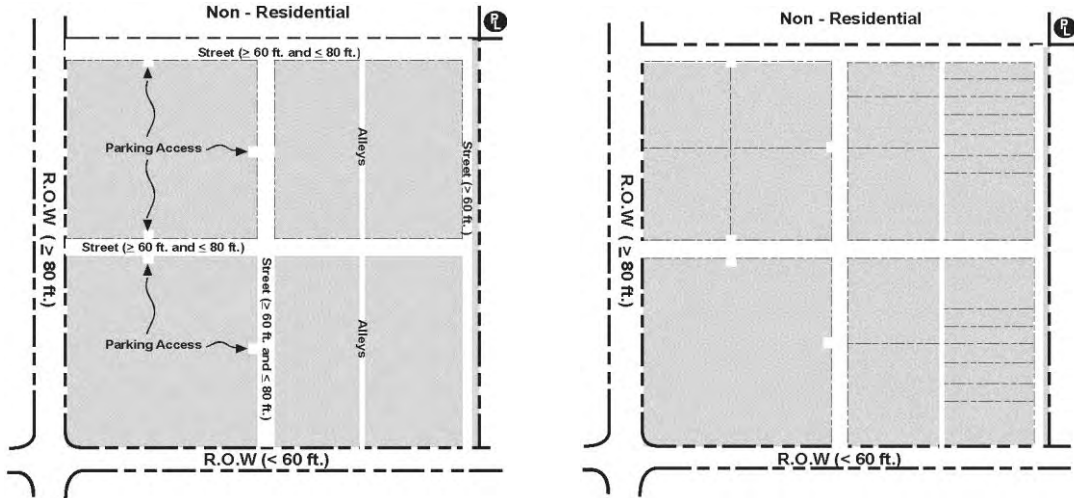 Non - Residential
PL
Street (≥ 60 ft. and ≤ 80 ft.)
Parking Access
Alleys
Street (≥ 60 ft.)
R.O.W (≥ 80 ft.)
Street (≥ 60 ft. and ≤ 80 ft.)
Street (≥ 60 ft. and ≤ 80 ft.)
Parking Access
Alleys
R.O.W (< 60 ft.)
Non - Residential
PL
R.O.W (≥ 80 ft.)
R.O.W (< 60 ft.)